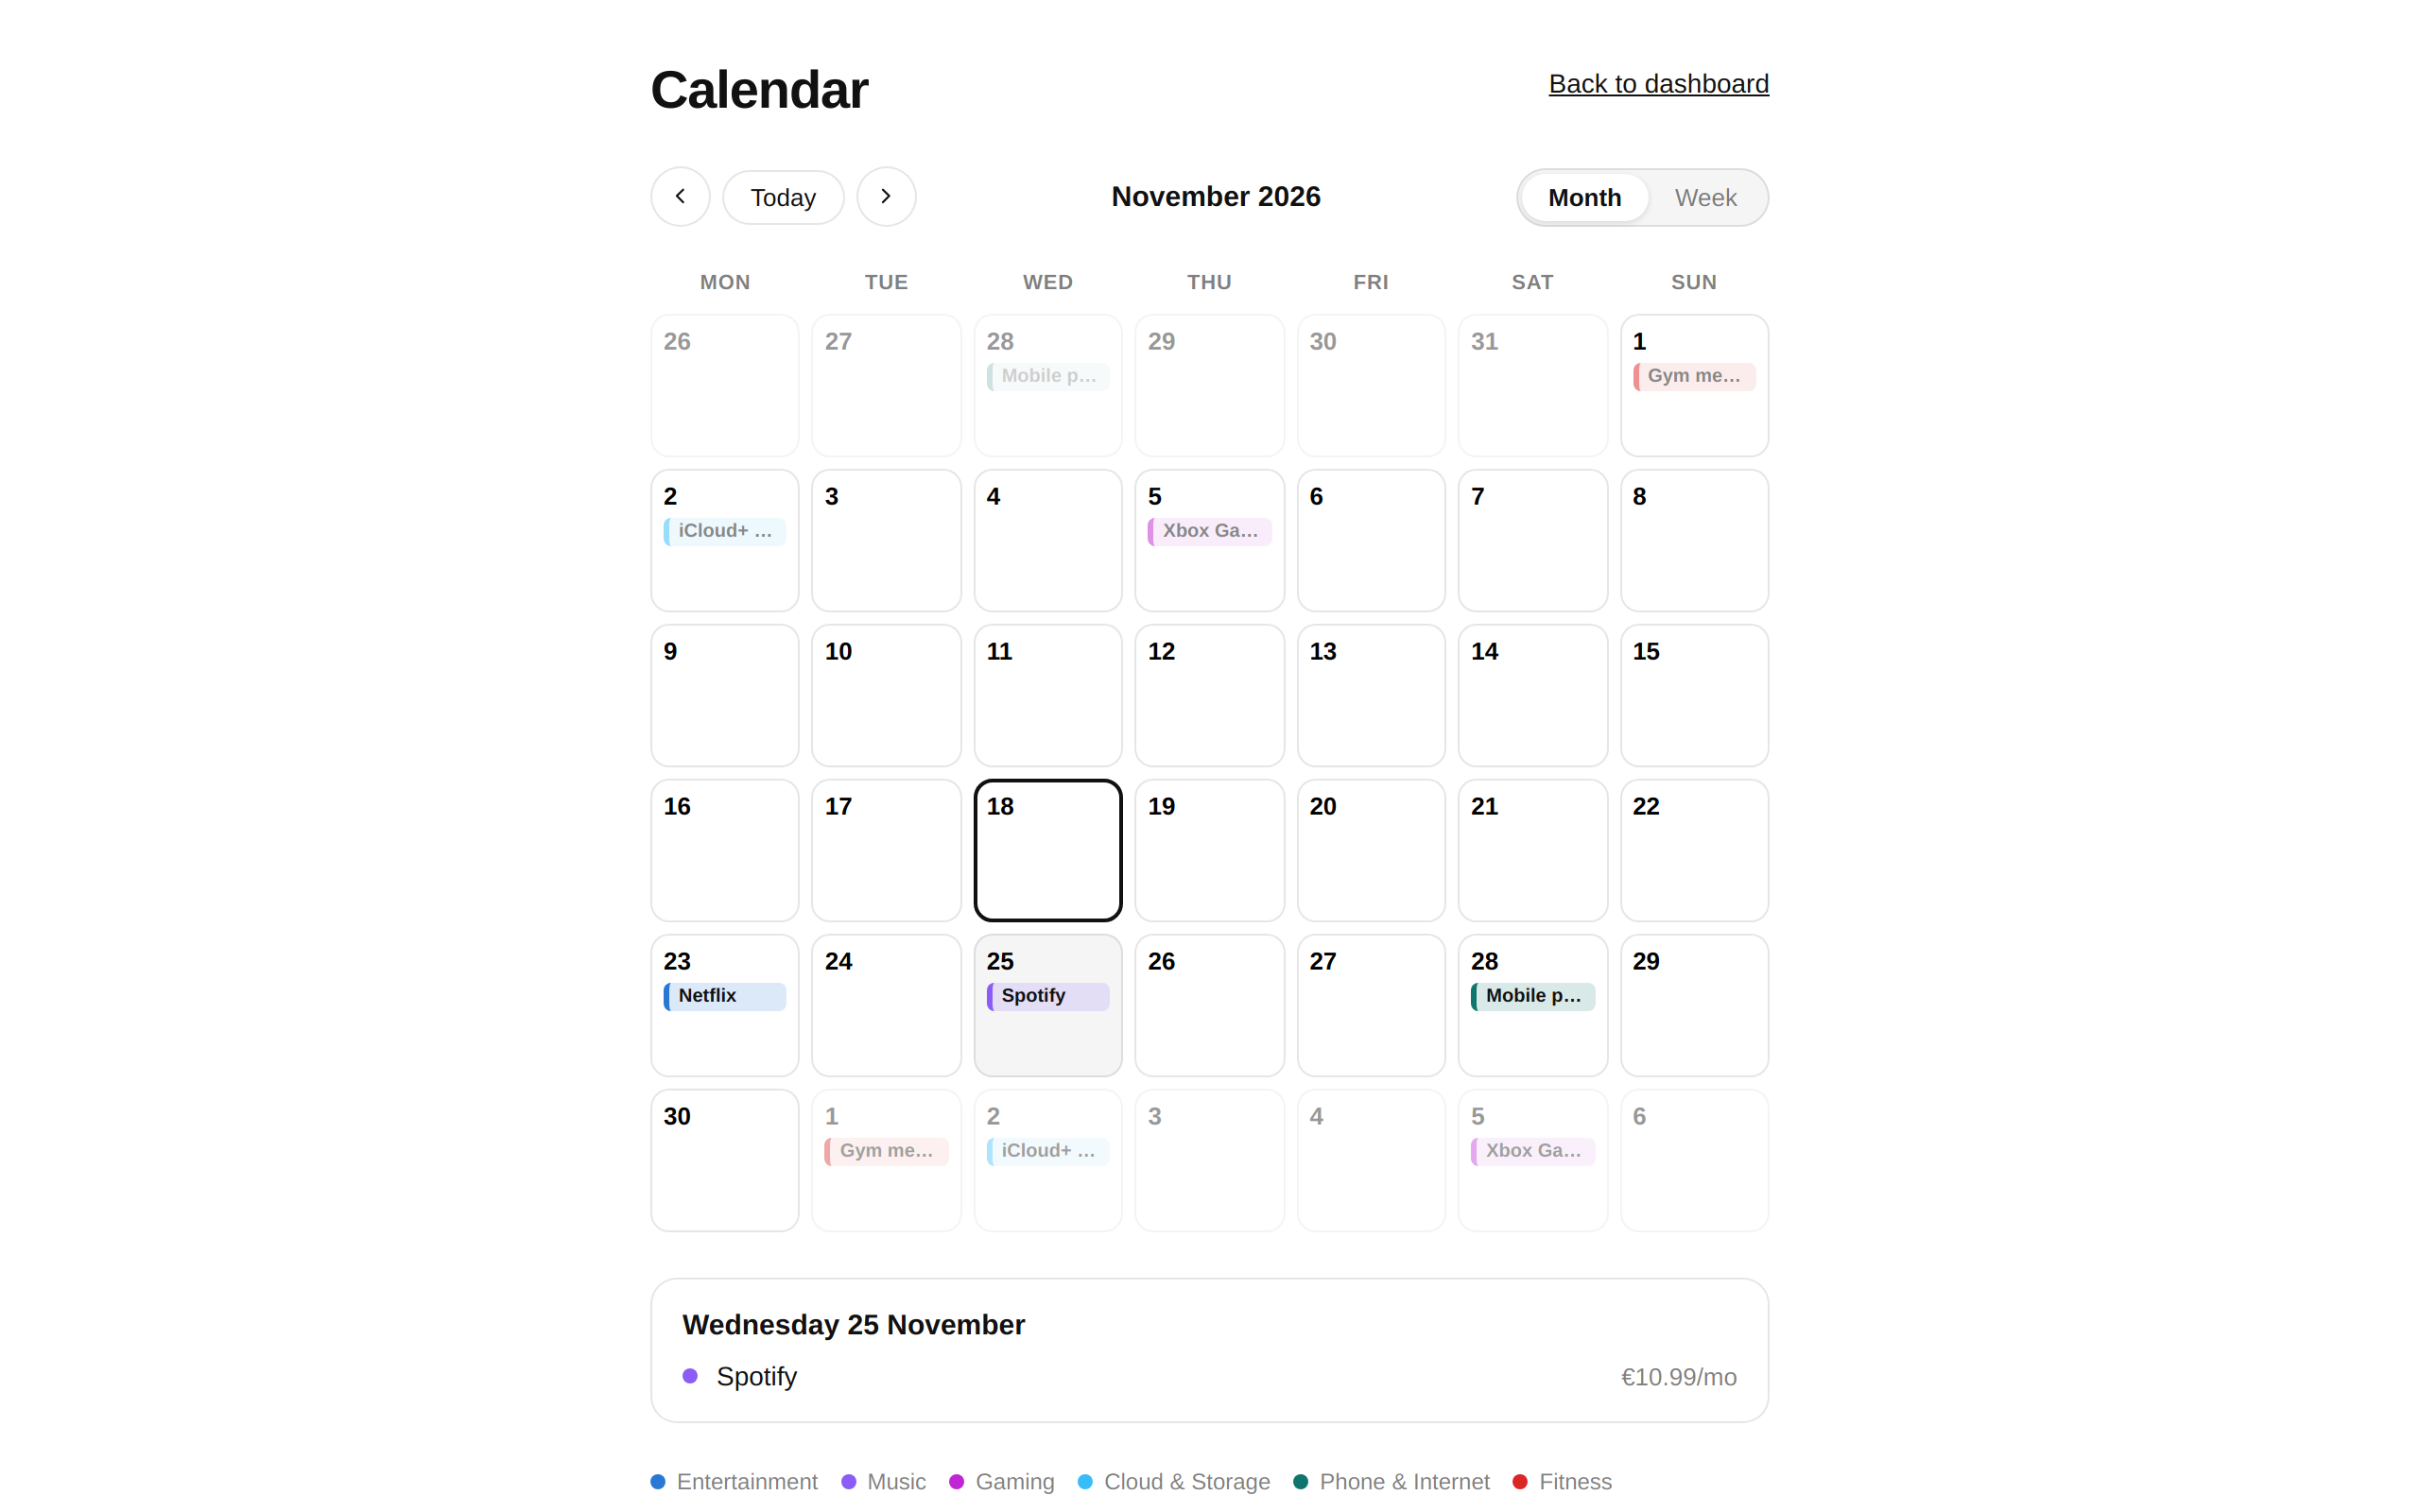 Calendar
Back to dashboard
Today
November 2026
Month
Week
MON TUE WED THU FRI SAT SUN
26 27 28 29 30 31 1
Mobile p… Gym me…
2 3 4 5 6 7 8
iCloud+ … Xbox Ga…
9 10 11 12 13 14 15
16 17 18 19 20 21 22
23 24 25 26 27 28 29
Netflix Spotify Mobile p…
30 1 2 3 4 5 6
Gym me… iCloud+ … Xbox Ga…
Wednesday 25 November
Spotify €10.99/mo
Entertainment Music Gaming Cloud & Storage Phone & Internet Fitness